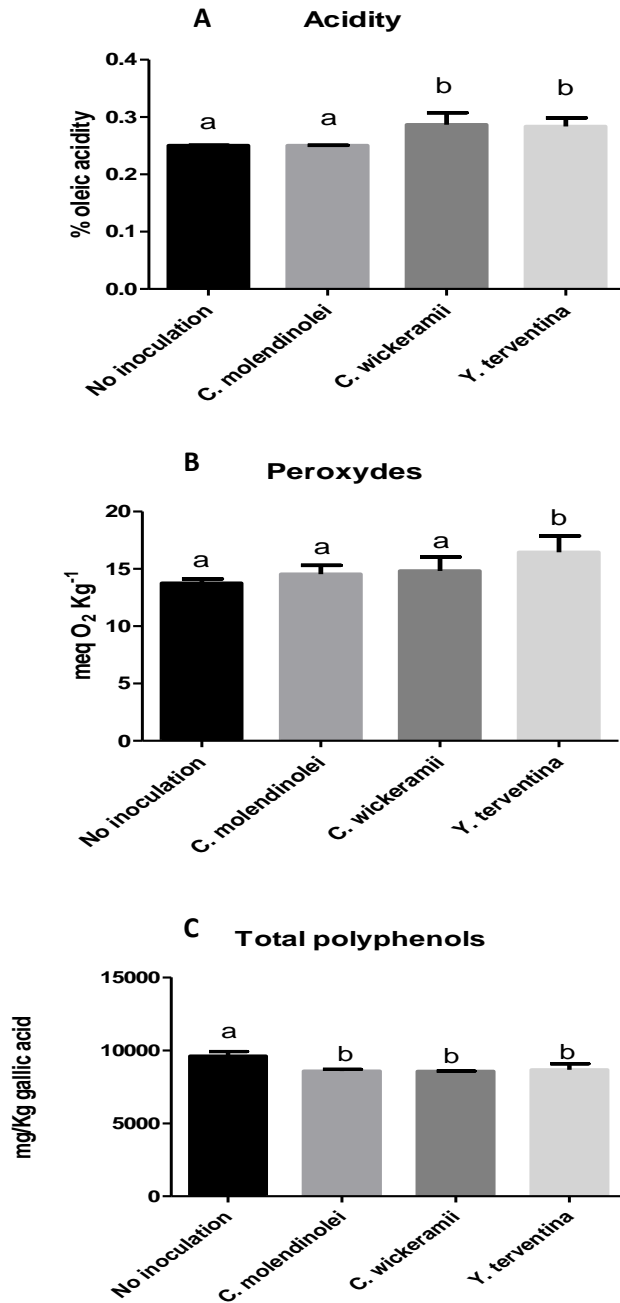 A Acidity
% oleic acidity
0.4
0.3
0.2
0.1
0.0
a
a
b
b
No inoculation
C. molendinolei
C. wickeramii
Y. terventina
B Peroxydes
meq O₂ Kg⁻¹
20
15
10
5
0
a
a
a
b
No inoculation
C. molendinolei
C. wickeramii
Y. terventina
C Total polyphenols
mg/Kg gallic acid
15000
10000
5000
0
a
b
b
b
No inoculation
C. molendinolei
C. wickeramii
Y. terventina